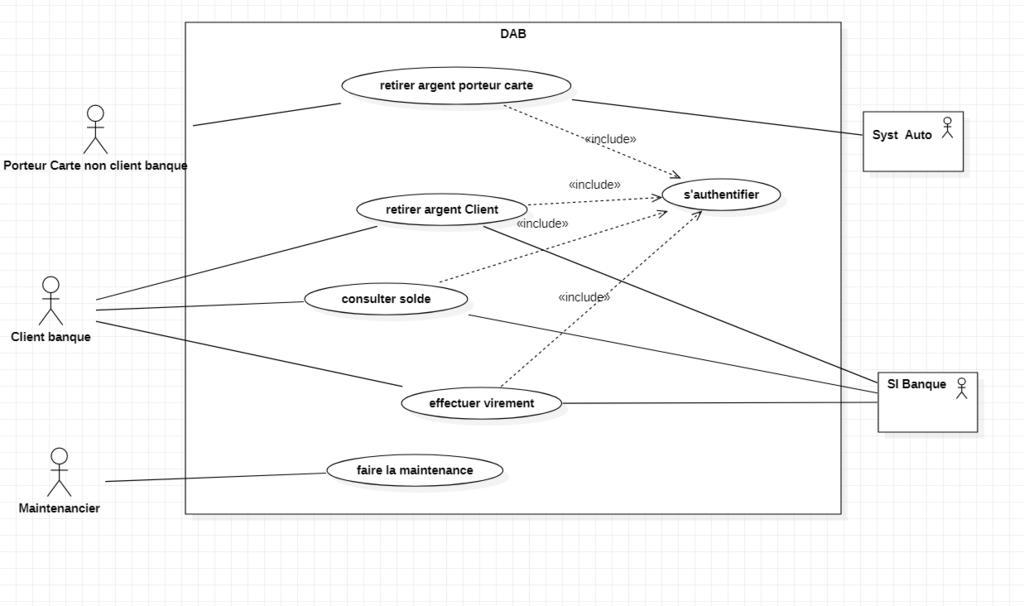 DAB
retirer argent porteur carte
Syst Auto
«include»
Porteur Carte non client banque
«include»
s'authentifier
retirer argent Client
«include»
consulter solde
«include»
Client banque
SI Banque
effectuer virement
faire la maintenance
Maintenancier